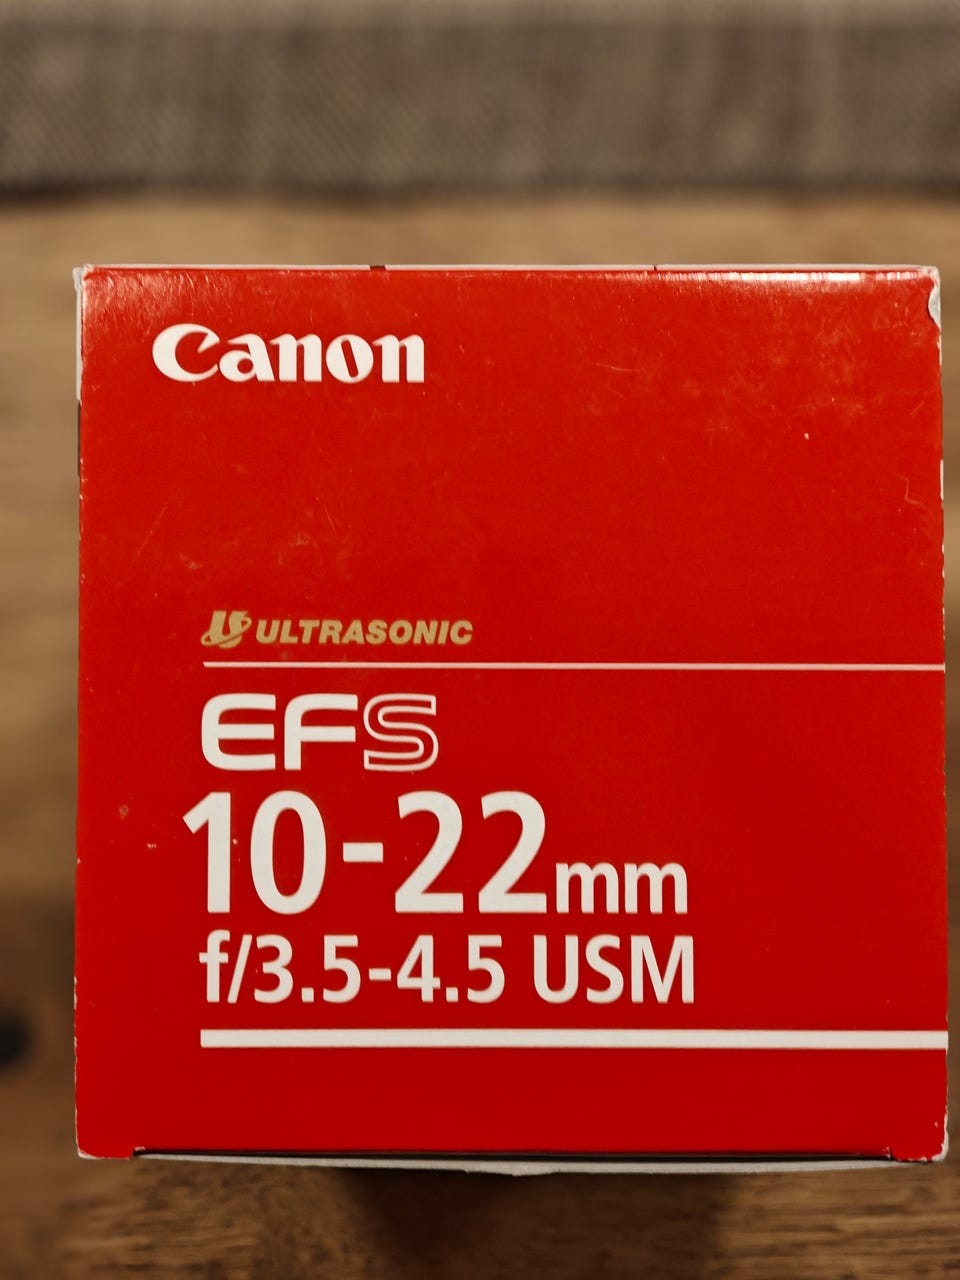 Canon
ULTRASONIC
EFS
10-22mm
f/3.5-4.5 USM